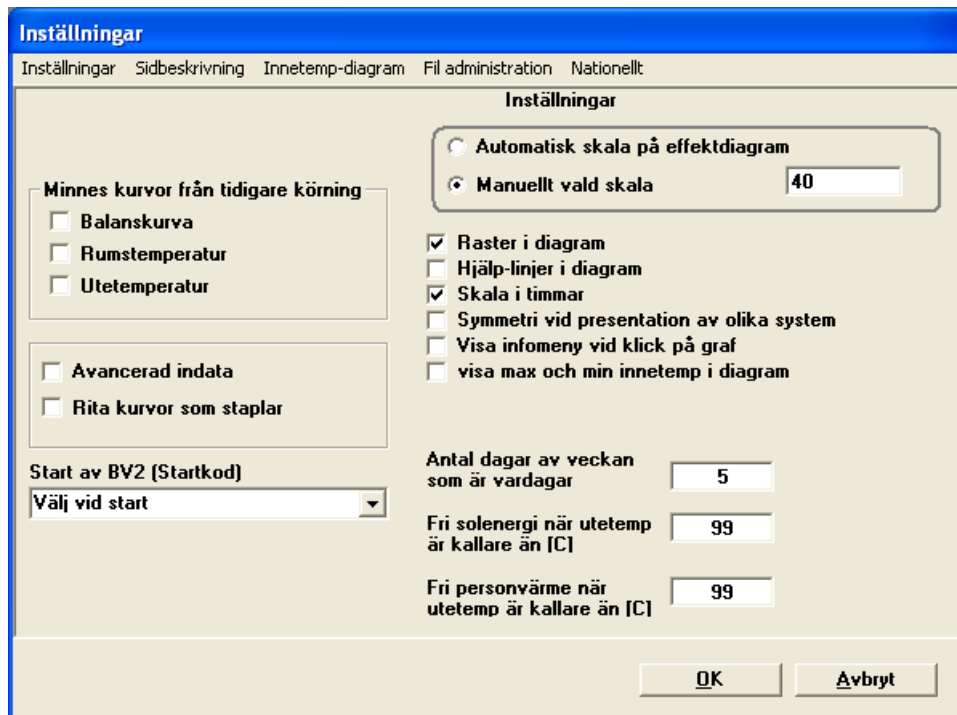 Inställningar
Inställningar Sidbeskrivning Innetemp-diagram Fil administration Nationellt
Inställningar
Automatisk skala på effektdiagram
Manuellt vald skala 40
Minnes kurvor från tidigare körning
Balanskurva
Rumstemperatur
Utetemperatur
Raster i diagram
Hjälp-linjer i diagram
Skala i timmar
Symmetri vid presentation av olika system
Visa infomeny vid klick på graf
visa max och min innetemp i diagram
Avancerad indata
Rita kurvor som staplar
Start av BV2 (Startkod)
Välj vid start
Antal dagar av veckan
som är vardagar 5
Fri solenergi när utetemp
är kallare än [C] 99
Fri personvärme när
utetemp är kallare än [C] 99
OK Avbryt